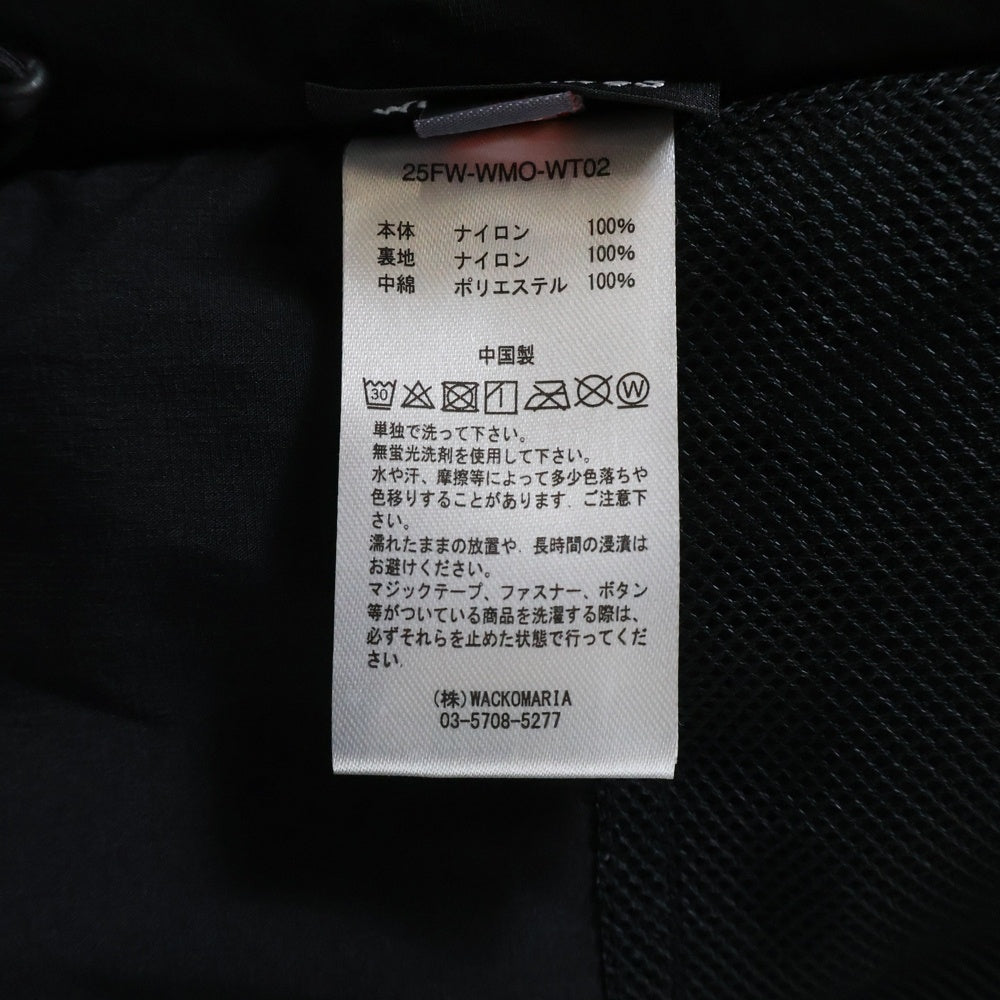 25FW-WMO-WT02
本体 ナイロン 100%
裏地 ナイロン 100%
中綿 ポリエステル 100%
中国製
30 W
単独で洗って下さい。
無蛍光洗剤を使用して下さい。
水や汗、摩擦等によって多少色落ちや
色移りすることがあります.ご注意下
さい。
濡れたままの放置や、長時間の浸漬は
お避けください。
マジックテープ、ファスナー、ボタン
等がついている商品を洗濯する際は、
必ずそれらを止めた状態で行ってくだ
さい.
(株)WACKOMARIA
03-5708-5277